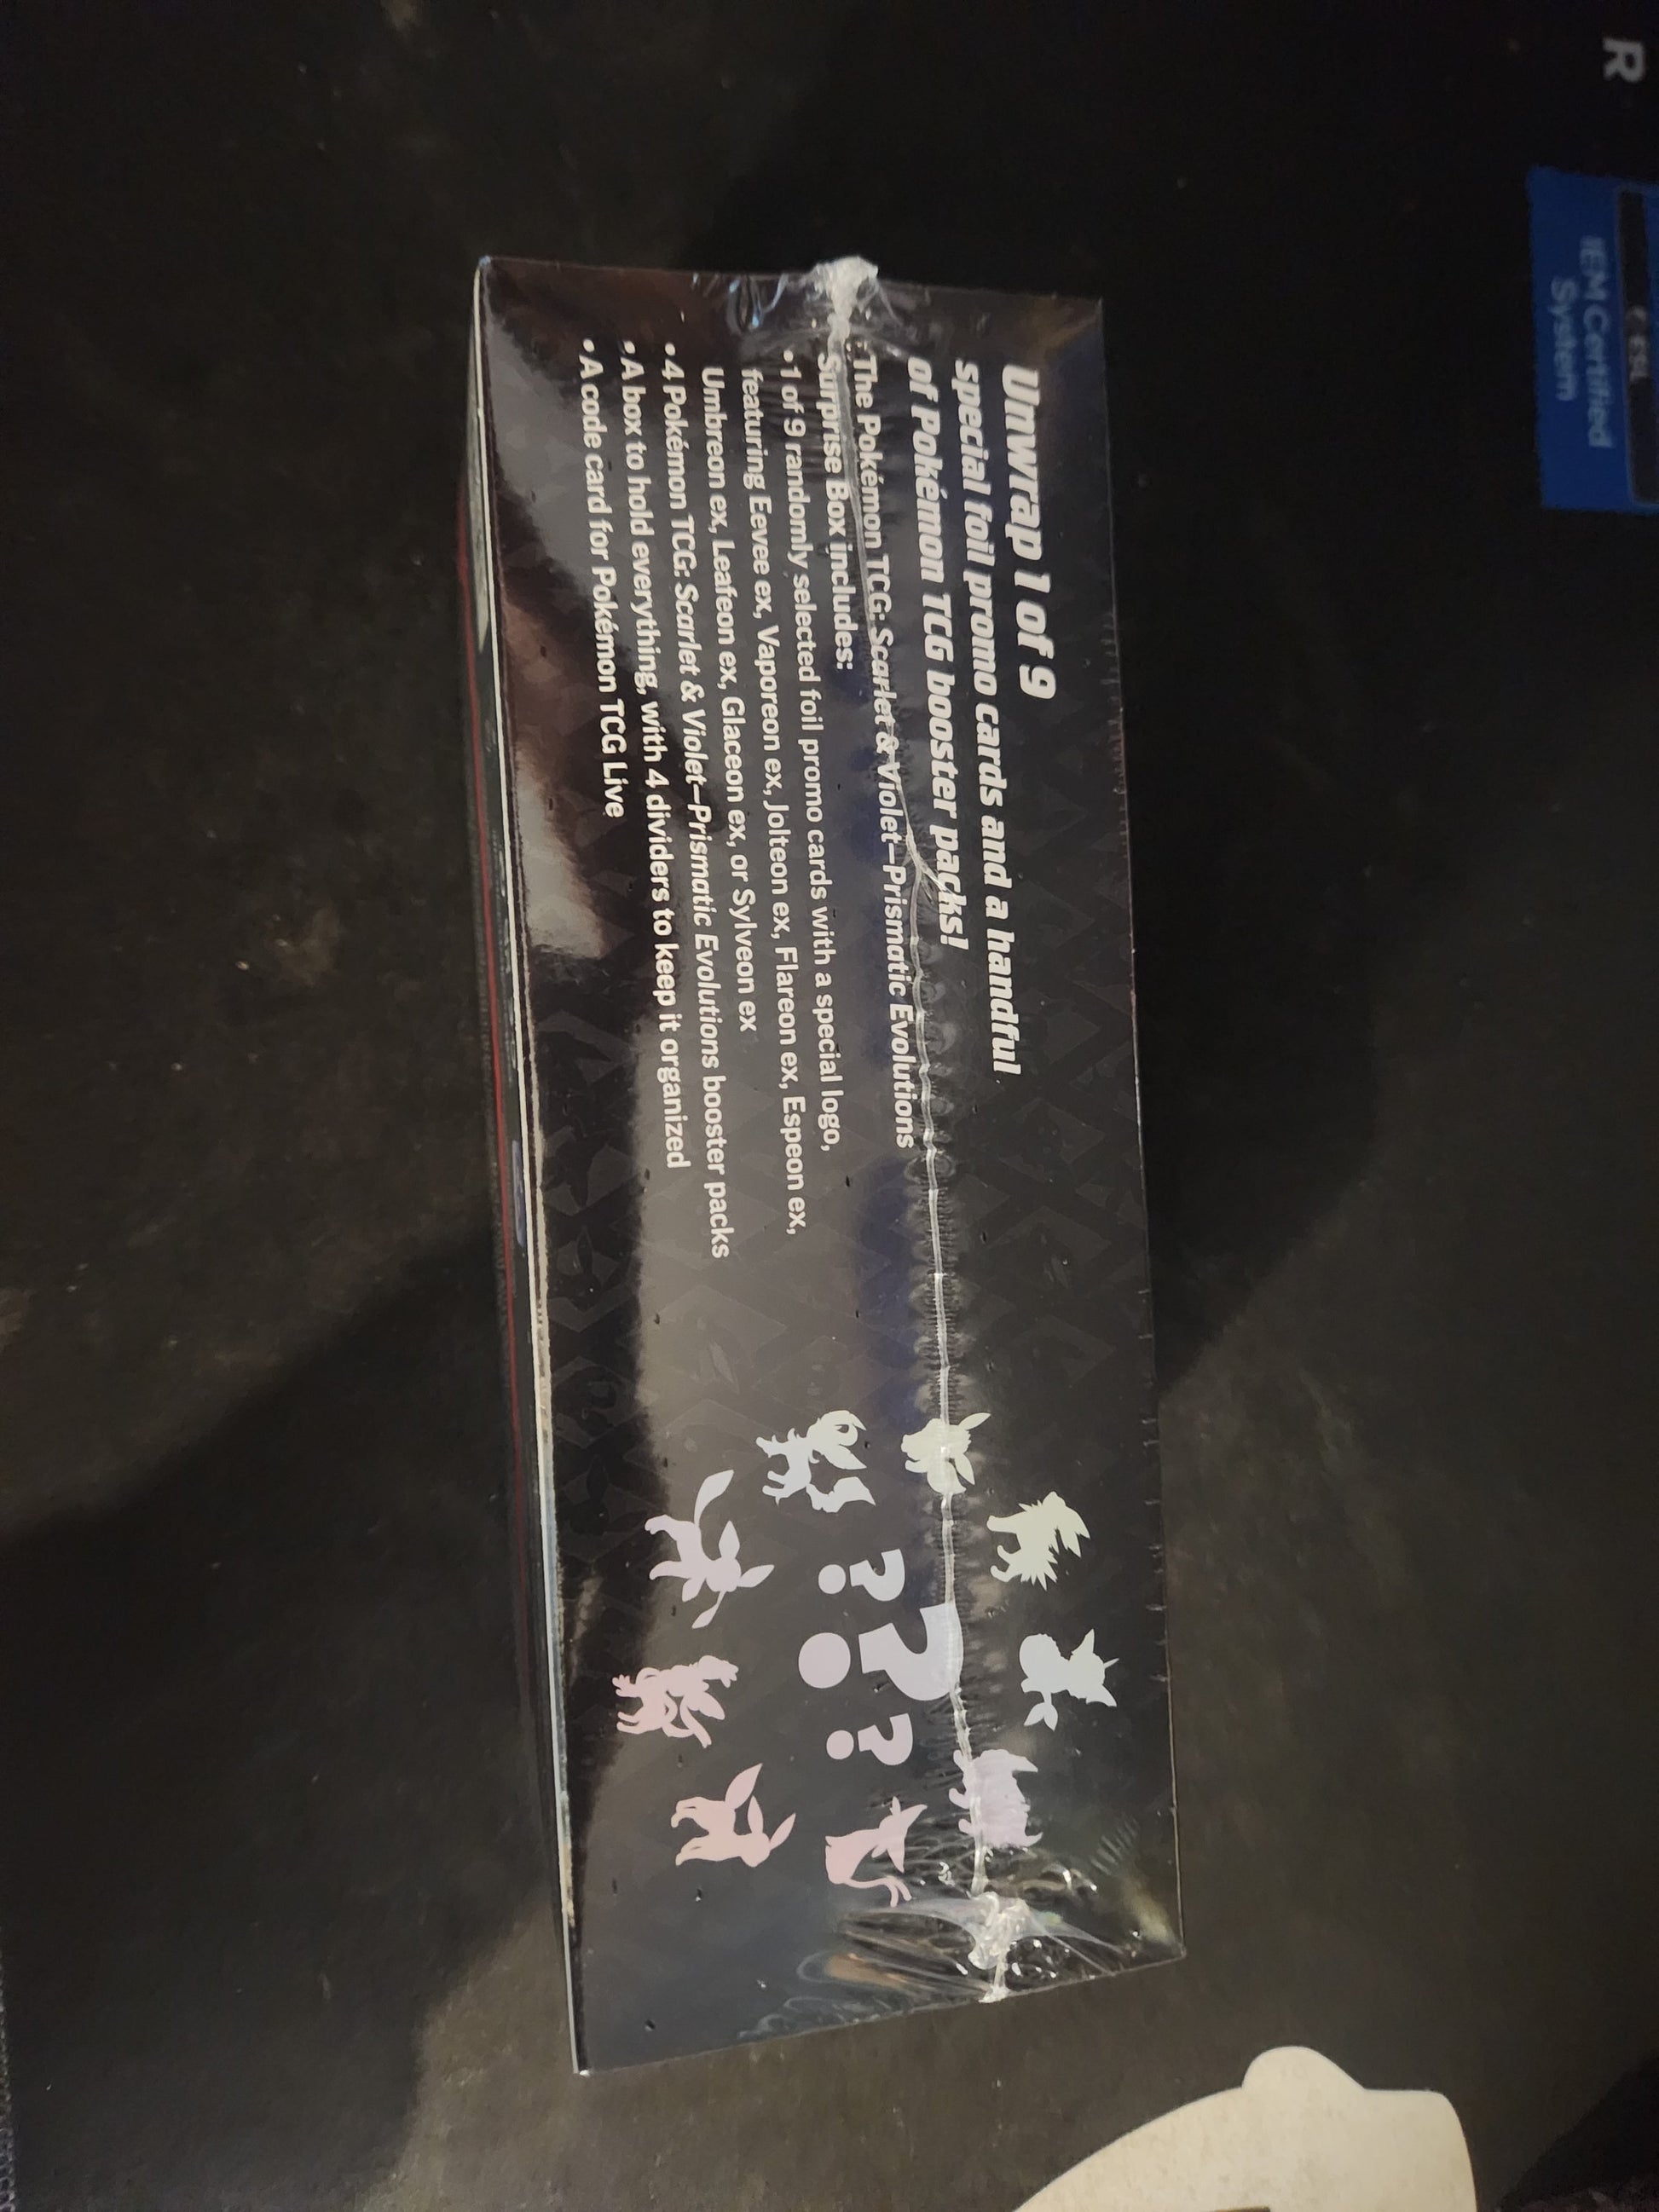 Unwrap 1 of 9
special foil promo cards and a handful
of Pokémon TCG booster packs!
The Pokémon TCG: Scarlet & Violet—Prismatic Evolutions
Surprise Box includes:
• 1 of 9 randomly selected foil promo cards with a special logo,
featuring Eevee ex, Vaporeon ex, Jolteon ex, Flareon ex, Espeon ex,
Umbreon ex, Leafeon ex, Glaceon ex, or Sylveon ex
• 4 Pokémon TCG: Scarlet & Violet—Prismatic Evolutions booster packs
• A box to hold everything, with 4 dividers to keep it organized
• A code card for Pokémon TCG Live
? ? ?
R
ESL
IEM Certified
System